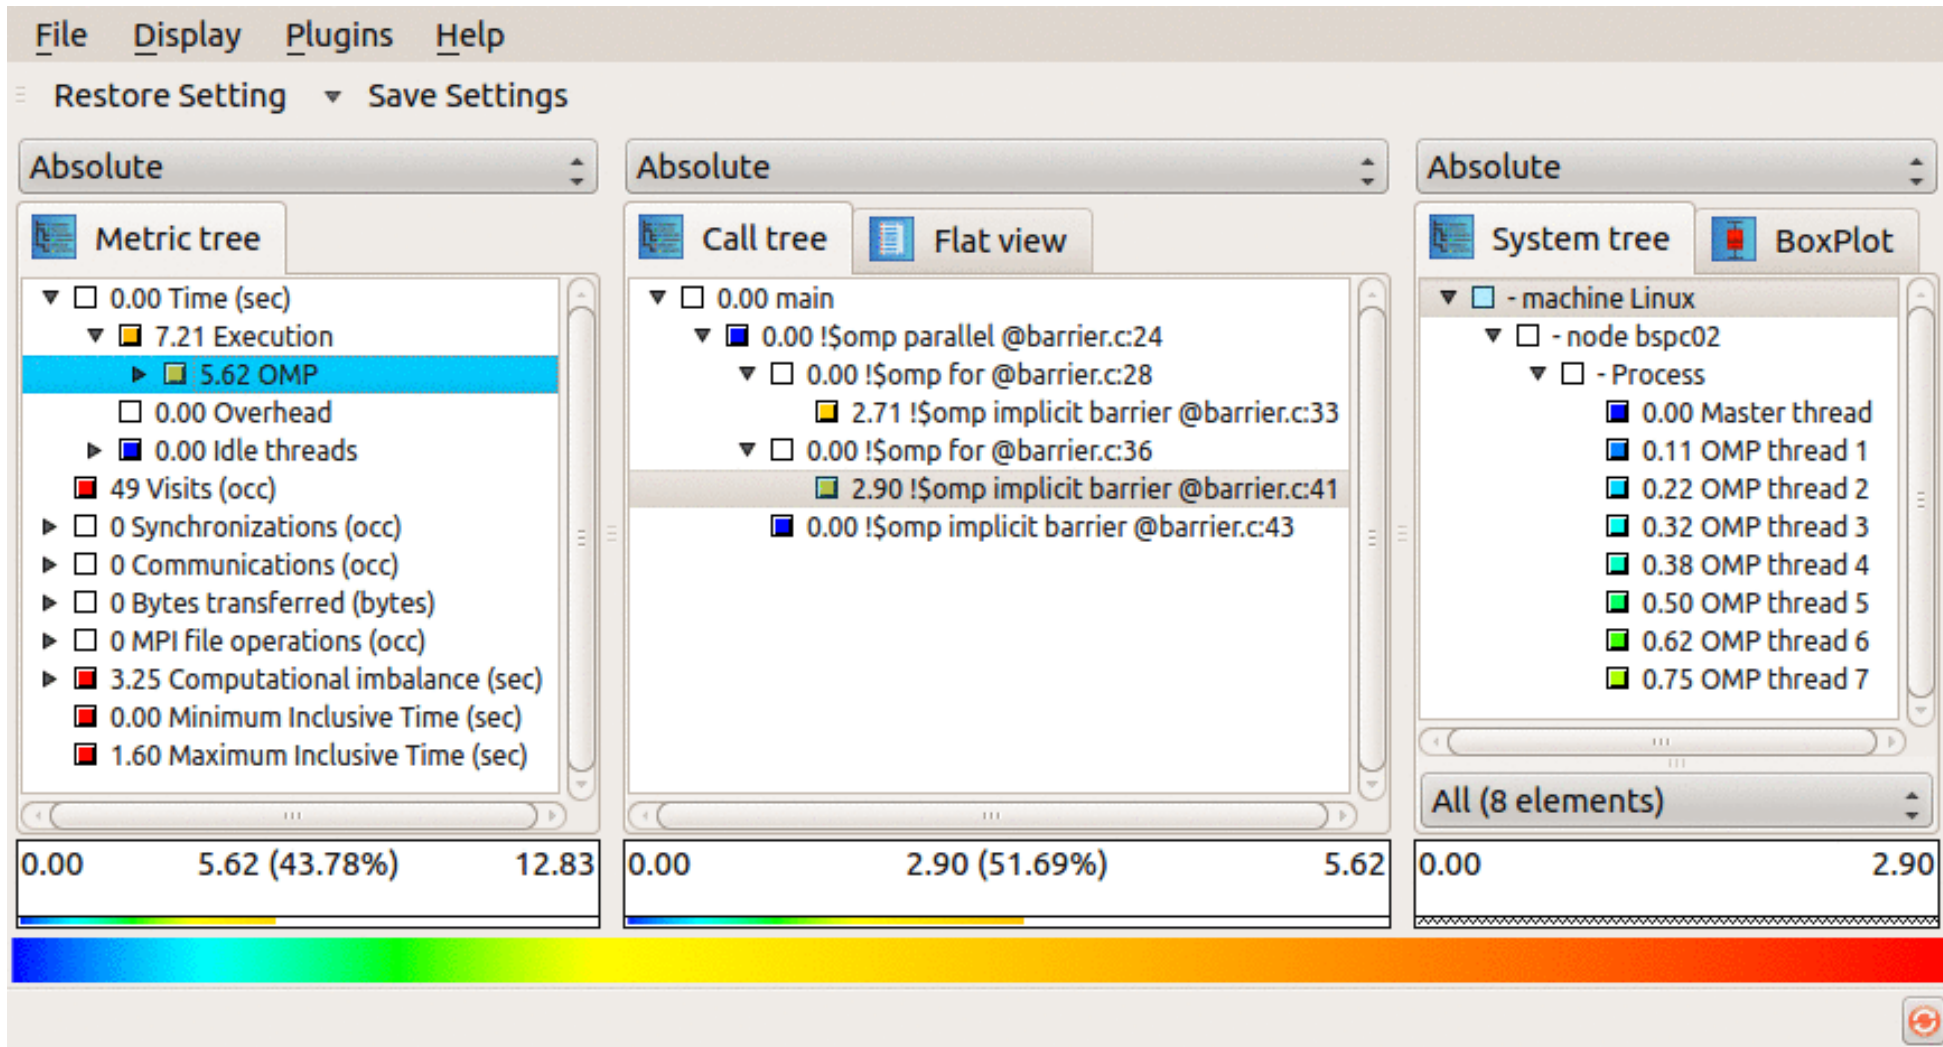 File Display Plugins Help
Restore Setting Save Settings
Absolute
Metric tree
0.00 Time (sec)
7.21 Execution
5.62 OMP
0.00 Overhead
0.00 Idle threads
49 Visits (occ)
0 Synchronizations (occ)
0 Communications (occ)
0 Bytes transferred (bytes)
0 MPI file operations (occ)
3.25 Computational imbalance (sec)
0.00 Minimum Inclusive Time (sec)
1.60 Maximum Inclusive Time (sec)
0.00 5.62 (43.78%) 12.83
Absolute
Call tree Flat view
0.00 main
0.00 !$omp parallel @barrier.c:24
0.00 !$omp for @barrier.c:28
2.71 !$omp implicit barrier @barrier.c:33
0.00 !$omp for @barrier.c:36
2.90 !$omp implicit barrier @barrier.c:41
0.00 !$omp implicit barrier @barrier.c:43
0.00 2.90 (51.69%) 5.62
Absolute
System tree BoxPlot
- machine Linux
- node bspc02
- Process
0.00 Master thread
0.11 OMP thread 1
0.22 OMP thread 2
0.32 OMP thread 3
0.38 OMP thread 4
0.50 OMP thread 5
0.62 OMP thread 6
0.75 OMP thread 7
All (8 elements)
0.00 2.90